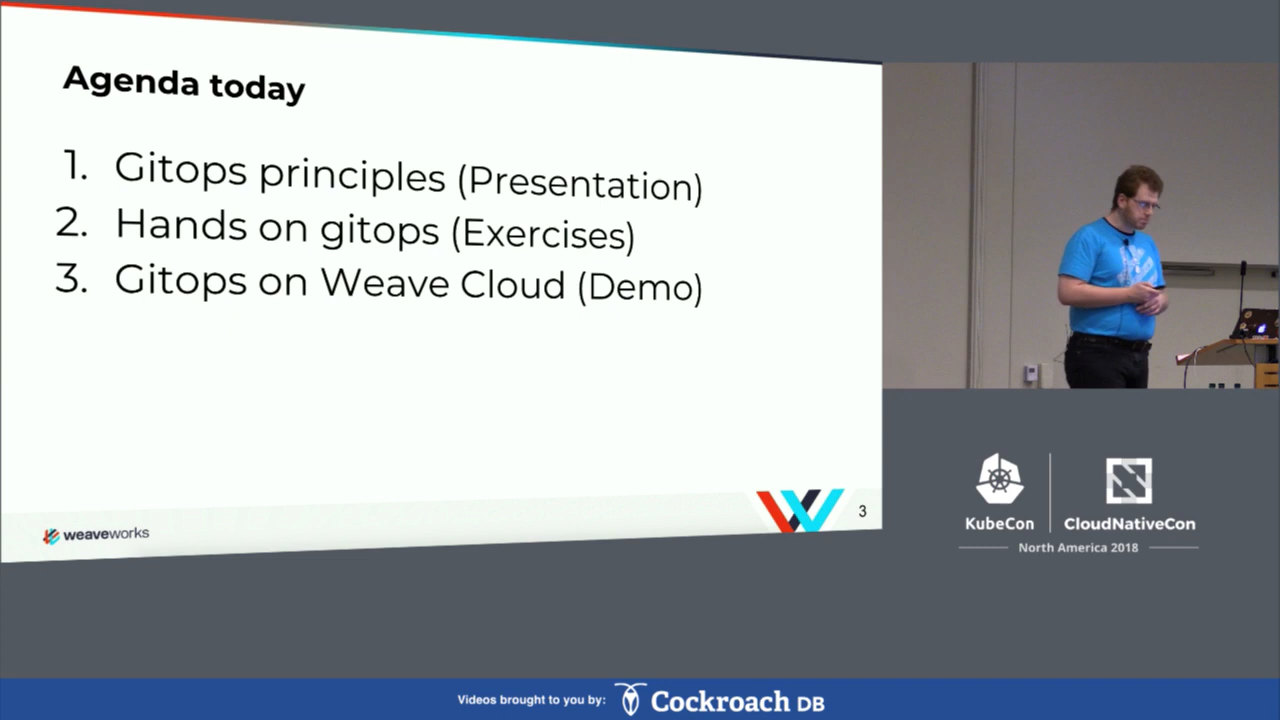 Agenda today
1. Gitops principles (Presentation)
2. Hands on gitops (Exercises)
3. Gitops on Weave Cloud (Demo)
weaveworks
3
KubeCon
CloudNativeCon
North America 2018
Videos brought to you by:
Cockroach DB